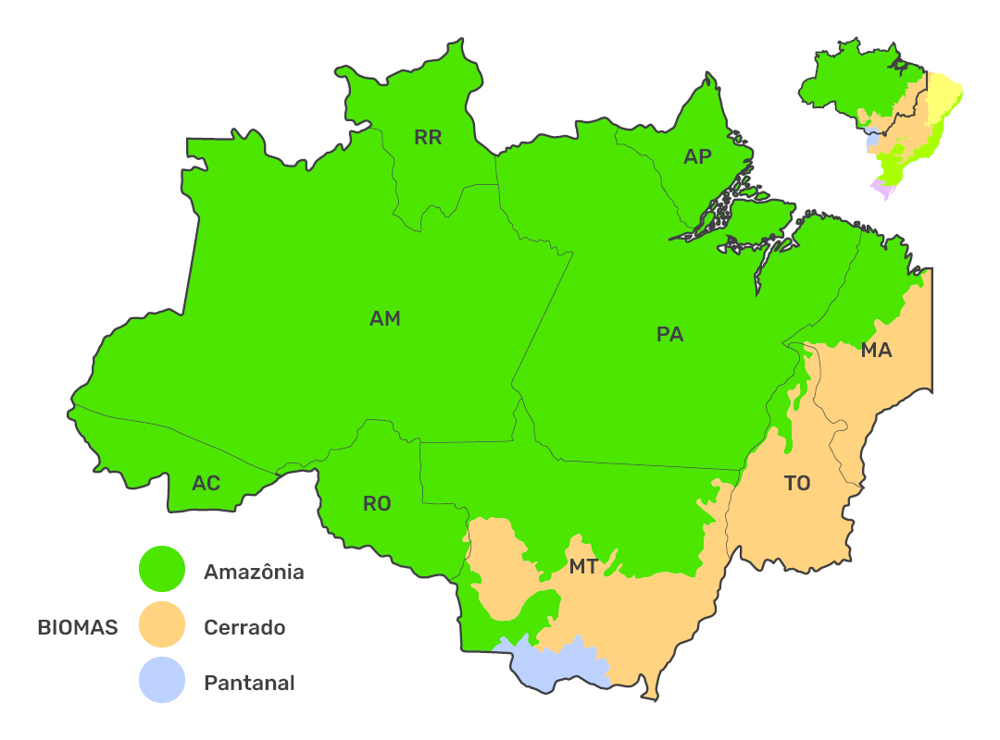 RR
AP
AM
PA
MA
AC
RO
TO
MT
Amazônia
BIOMAS
Cerrado
Pantanal